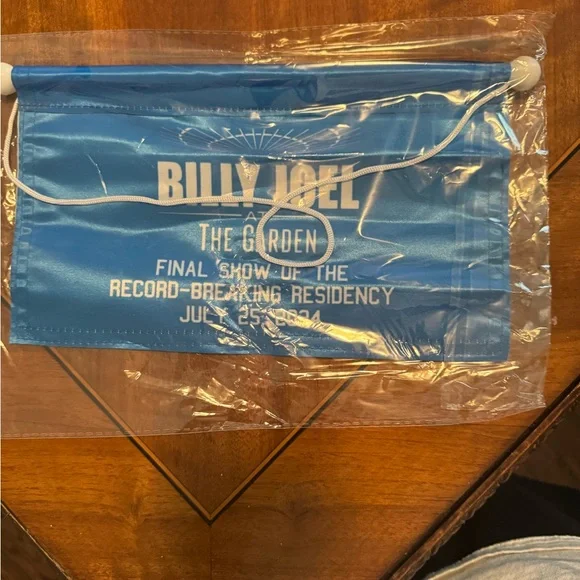 BILLY JOEL
AT
THE GARDEN
FINAL SHOW OF THE
RECORD-BREAKING RESIDENCY
JULY 25, 2024